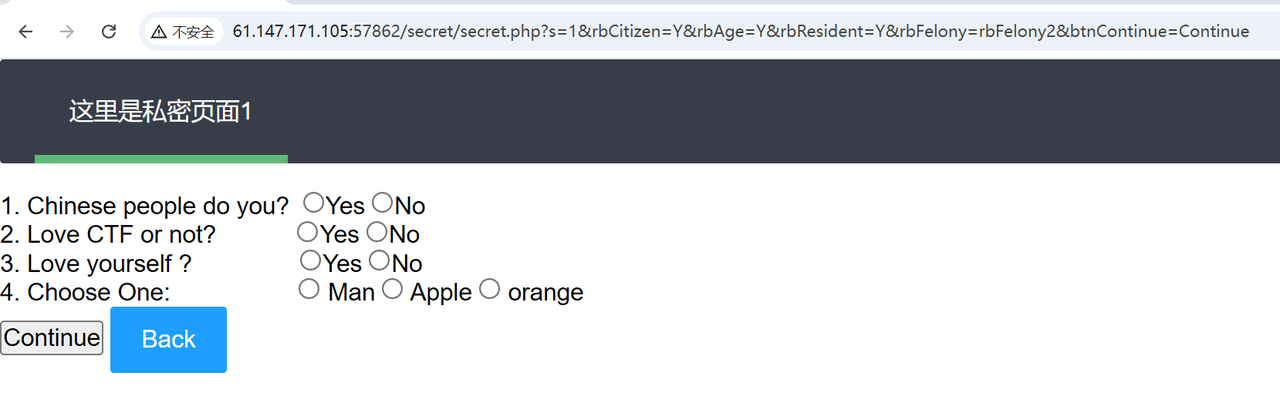 不安全 61.147.171.105:57862/secret/secret.php?s=1&rbCitizen=Y&rbAge=Y&rbResident=Y&rbFelony=rbFelony2&btnContinue=Continue
这里是私密页面1
1. Chinese people do you? Yes No
2. Love CTF or not? Yes No
3. Love yourself ? Yes No
4. Choose One: Man Apple orange
Continue Back